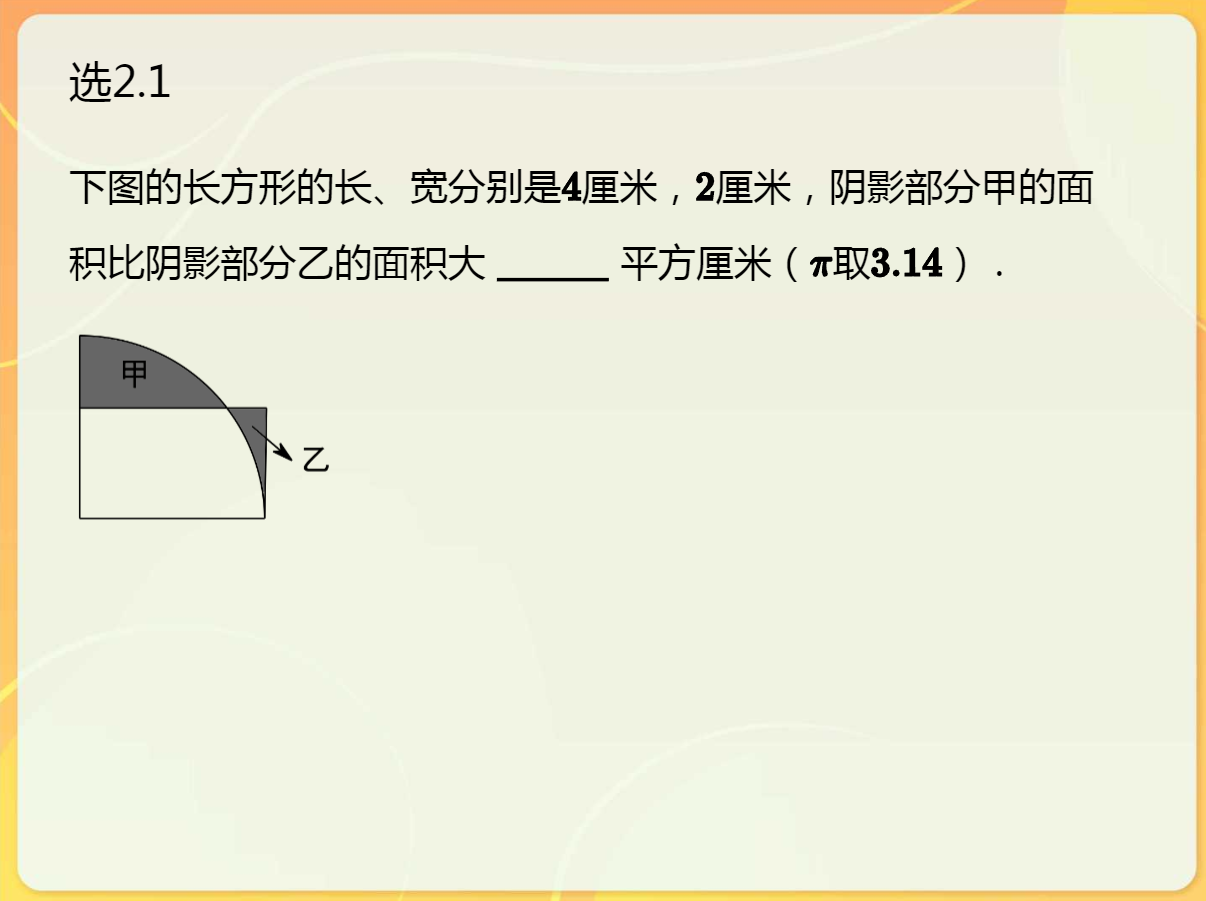 选2.1
下图的长方形的长、宽分别是4厘米，2厘米，阴影部分甲的面
积比阴影部分乙的面积大 ______ 平方厘米（π取3.14）．
甲
乙